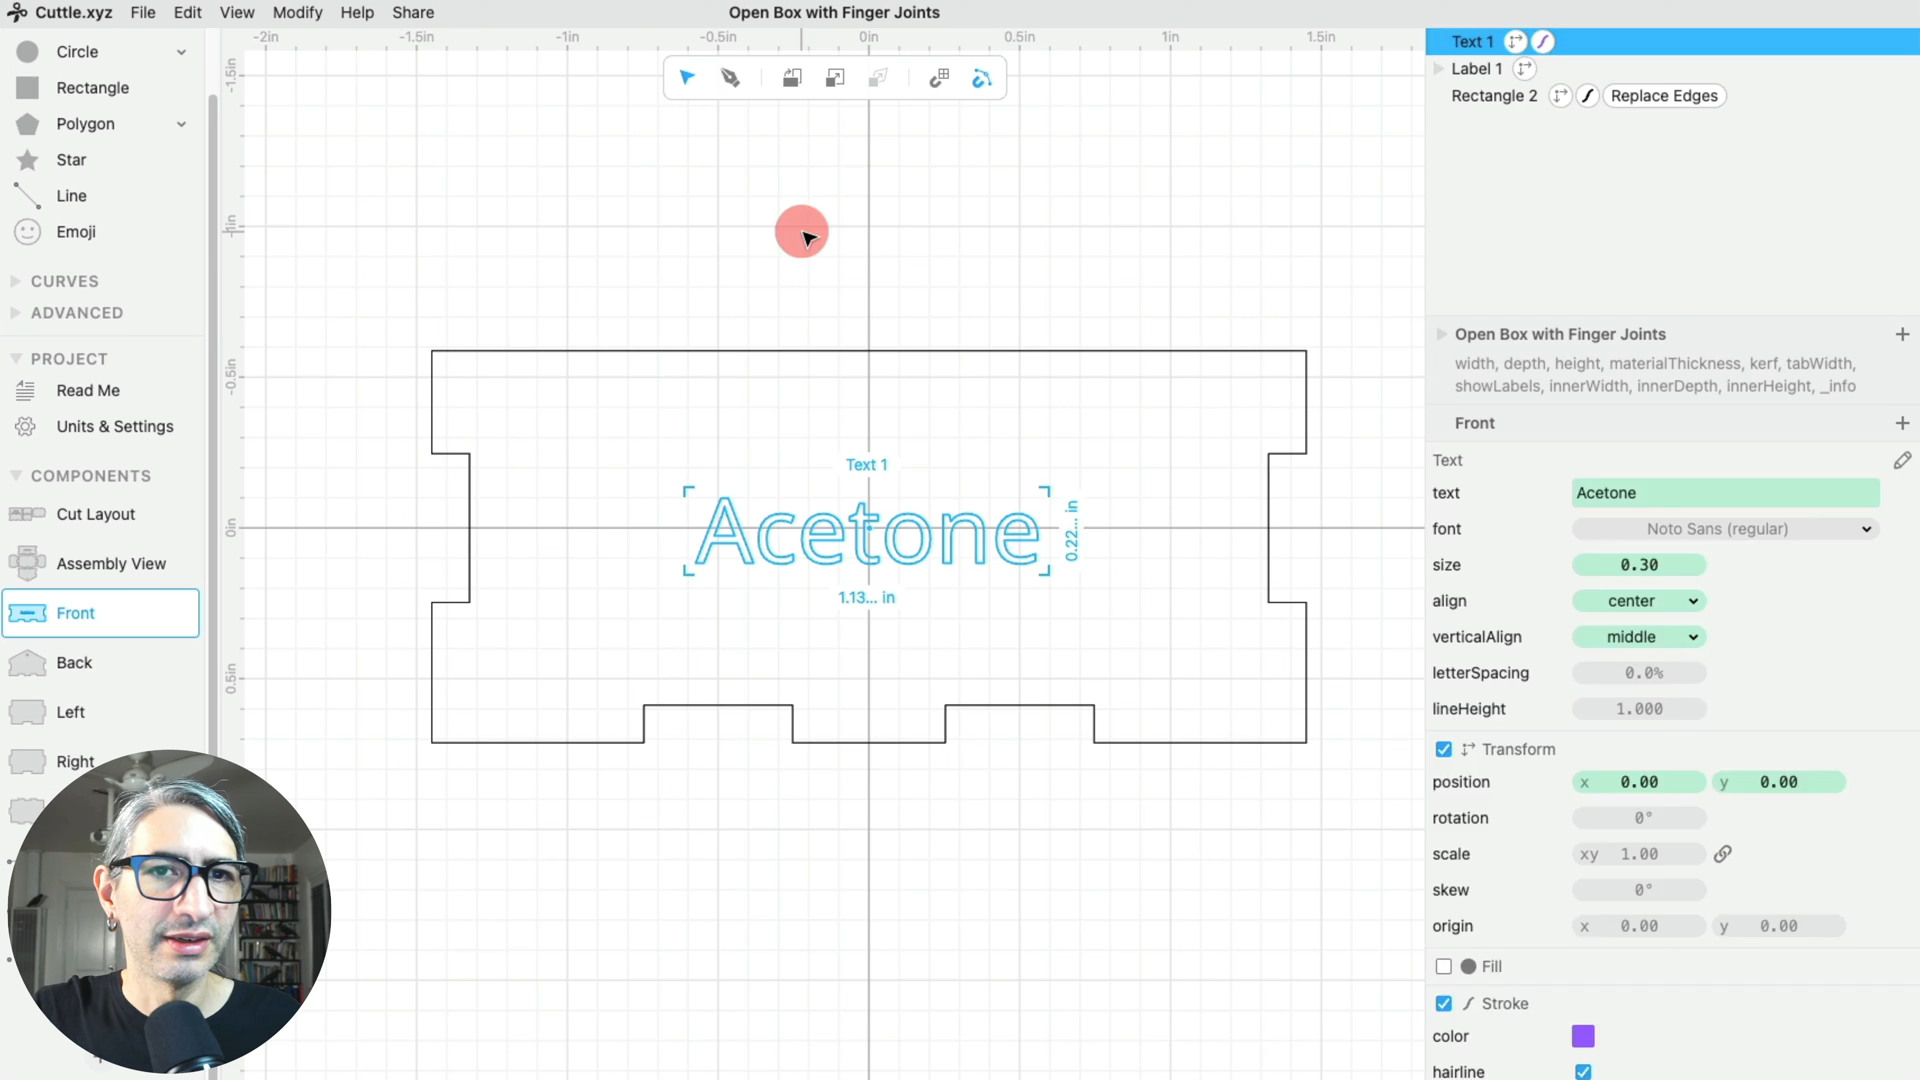 Cuttle.xyz File Edit View Modify Help Share Open Box with Finger Joints
-2in -1.5in -1in -0.5in 0in 0.5in 1in 1.5in
-1.5in
-1in
-0.5in
0in
0.5in
Circle
Rectangle
Polygon
Star
Line
Emoji
CURVES
ADVANCED
PROJECT
Read Me
Units & Settings
COMPONENTS
Cut Layout
Assembly View
Front
Back
Left
Right
Text 1
Acetone
0.22... in
1.13... in
Text 1
Label 1
Rectangle 2 Replace Edges
Open Box with Finger Joints
width, depth, height, materialThickness, kerf, tabWidth,
showLabels, innerWidth, innerDepth, innerHeight, _info
Front
Text
text Acetone
font Noto Sans (regular)
size 0.30
align center
verticalAlign middle
letterSpacing 0.0%
lineHeight 1.000
Transform
position x 0.00 y 0.00
rotation 0°
scale xy 1.00
skew 0°
origin x 0.00 y 0.00
Fill
Stroke
color
hairline